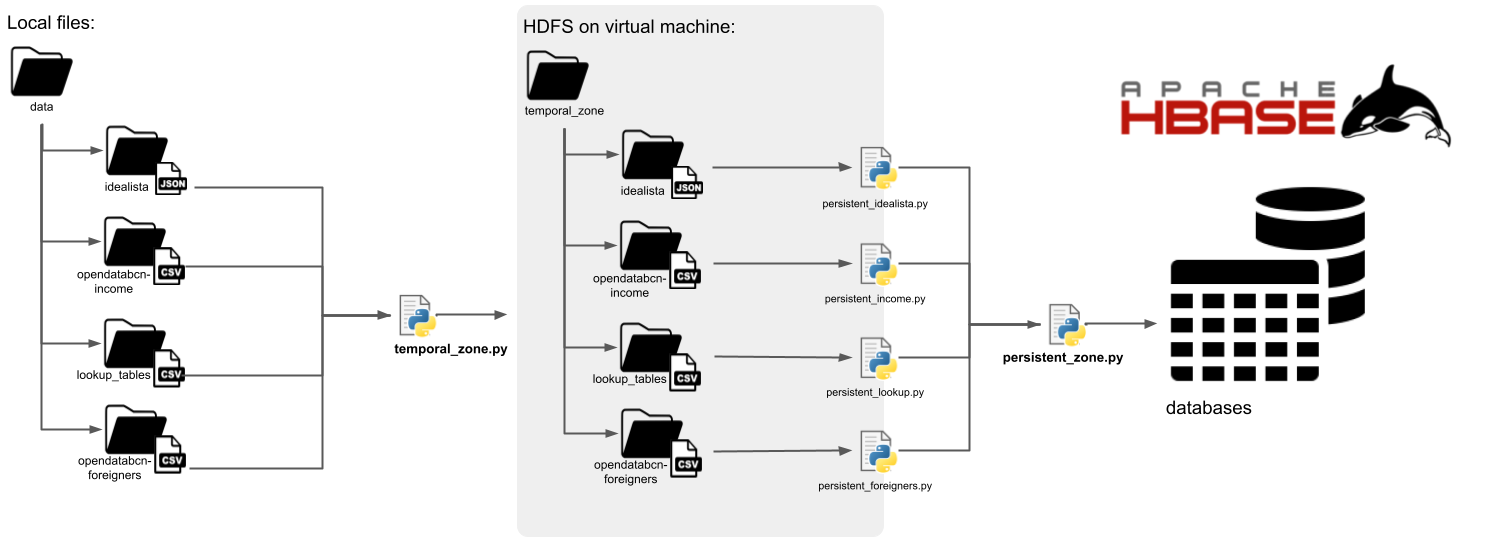 Local files:
data
idealista
JSON
opendatabcn-
income
CSV
lookup_tables
CSV
opendatabcn-
foreigners
CSV
temporal_zone.py
HDFS on virtual machine:
temporal_zone
idealista
JSON
opendatabcn-
income
CSV
lookup_tables
CSV
opendatabcn-
foreigners
CSV
persistent_idealista.py
persistent_income.py
persistent_lookup.py
persistent_foreigners.py
persistent_zone.py
APACHE
HBASE
databases